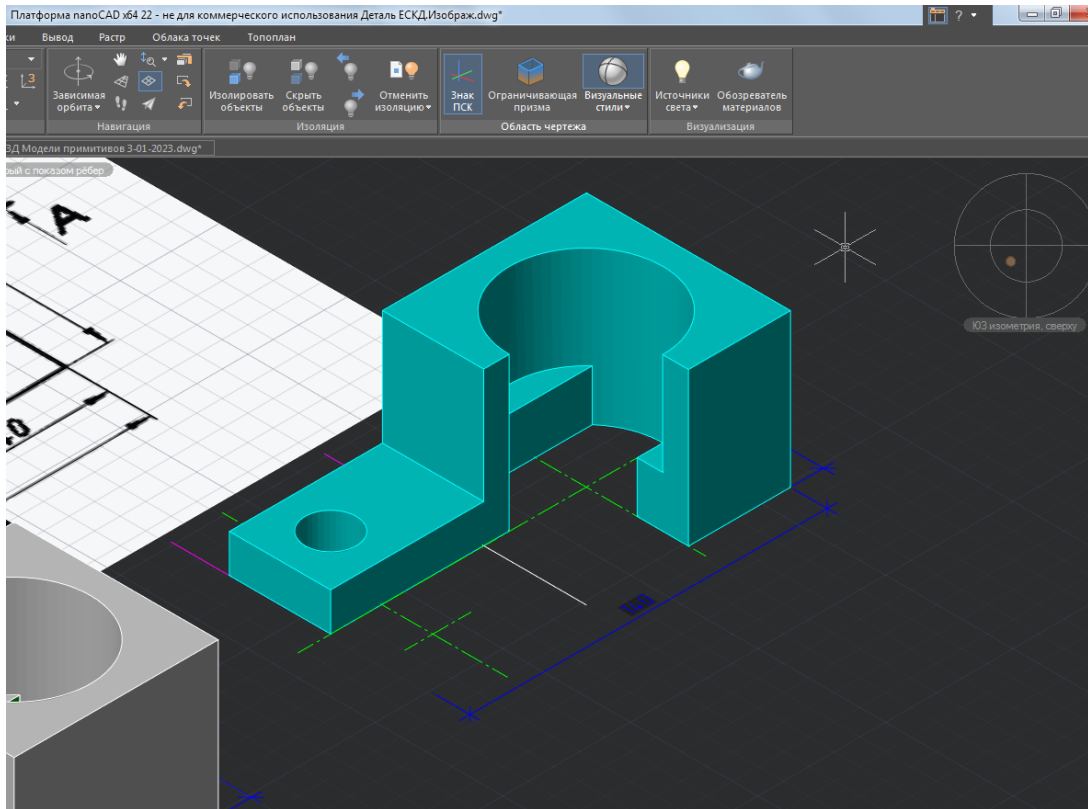 Платформа nanoCAD x64 22 - не для коммерческого использования Деталь ЕСКД.Изображ.dwg*
?
ки Вывод Растр Облака точек Топоплан
Зависимая орбита
Изолировать объекты
Скрыть объекты
Отменить изоляцию
Знак ПСК
Ограничивающая призма
Визуальные стили
Источники света
Обозреватель материалов
Навигация Изоляция Область чертежа Визуализация
3Д Модели примитивов 3-01-2023.dwg*
рый с показом рёбер
А
ЮЗ изометрия, сверху